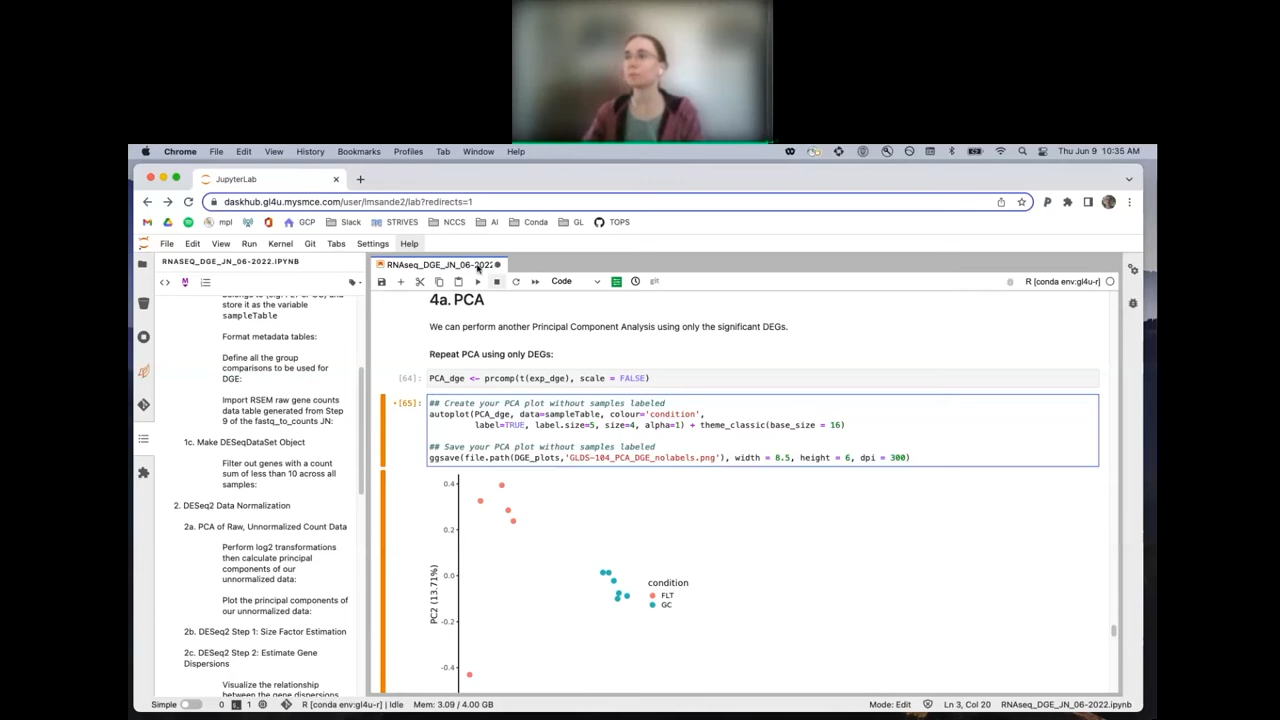 Chrome File Edit View History Bookmarks Profiles Tab Window Help Thu Jun 9 10:35 AM
JupyterLab
daskhub.gl4u.mysmce.com/user/lmsande2/lab?redirects=1
mpl GCP Slack STRIVES NCCS AI Conda GL TOPS
File Edit View Run Kernel Git Tabs Settings Help
RNASEQ_DGE_JN_06-2022.IPYNB
RNAseq_DGE_JN_06-2022
Code git R [conda env:gl4u-r]
store it as the variable
sampleTable
Format metadata tables:
Define all the group
comparisons to be used for
DGE:
Import RSEM raw gene counts
data table generated from Step
9 of the fastq_to_counts JN:
1c. Make DESeqDataSet Object
Filter out genes with a count
sum of less than 10 across all
samples:
2. DESeq2 Data Normalization
2a. PCA of Raw, Unnormalized Count Data
Perform log2 transformations
then calculate principal
components of our
unnormalized data:
Plot the principal components of
our unnormalized data:
2b. DESeq2 Step 1: Size Factor Estimation
2c. DESeq2 Step 2: Estimate Gene
Dispersions
Visualize the relationship
between the gene dispersions
4a. PCA
We can perform another Principal Component Analysis using only the significant DEGs.
Repeat PCA using only DEGs:
[64]: PCA_dge <- prcomp(t(exp_dge), scale = FALSE)
[65]: ## Create your PCA plot without samples labeled
autoplot(PCA_dge, data=sampleTable, colour='condition',
label=TRUE, label.size=5, size=4, alpha=1) + theme_classic(base_size = 16)
## Save your PCA plot without samples labeled
ggsave(file.path(DGE_plots,'GLDS-104_PCA_DGE_nolabels.png'), width = 8.5, height = 6, dpi = 300)
0.4
0.2
0.0
-0.2
-0.4
PC2 (13.71%)
condition
FLT
GC
Simple 0 1 R [conda env:gl4u-r] | Idle Mem: 3.09 / 4.00 GB Mode: Edit Ln 3, Col 20 RNAseq_DGE_JN_06-2022.ipynb